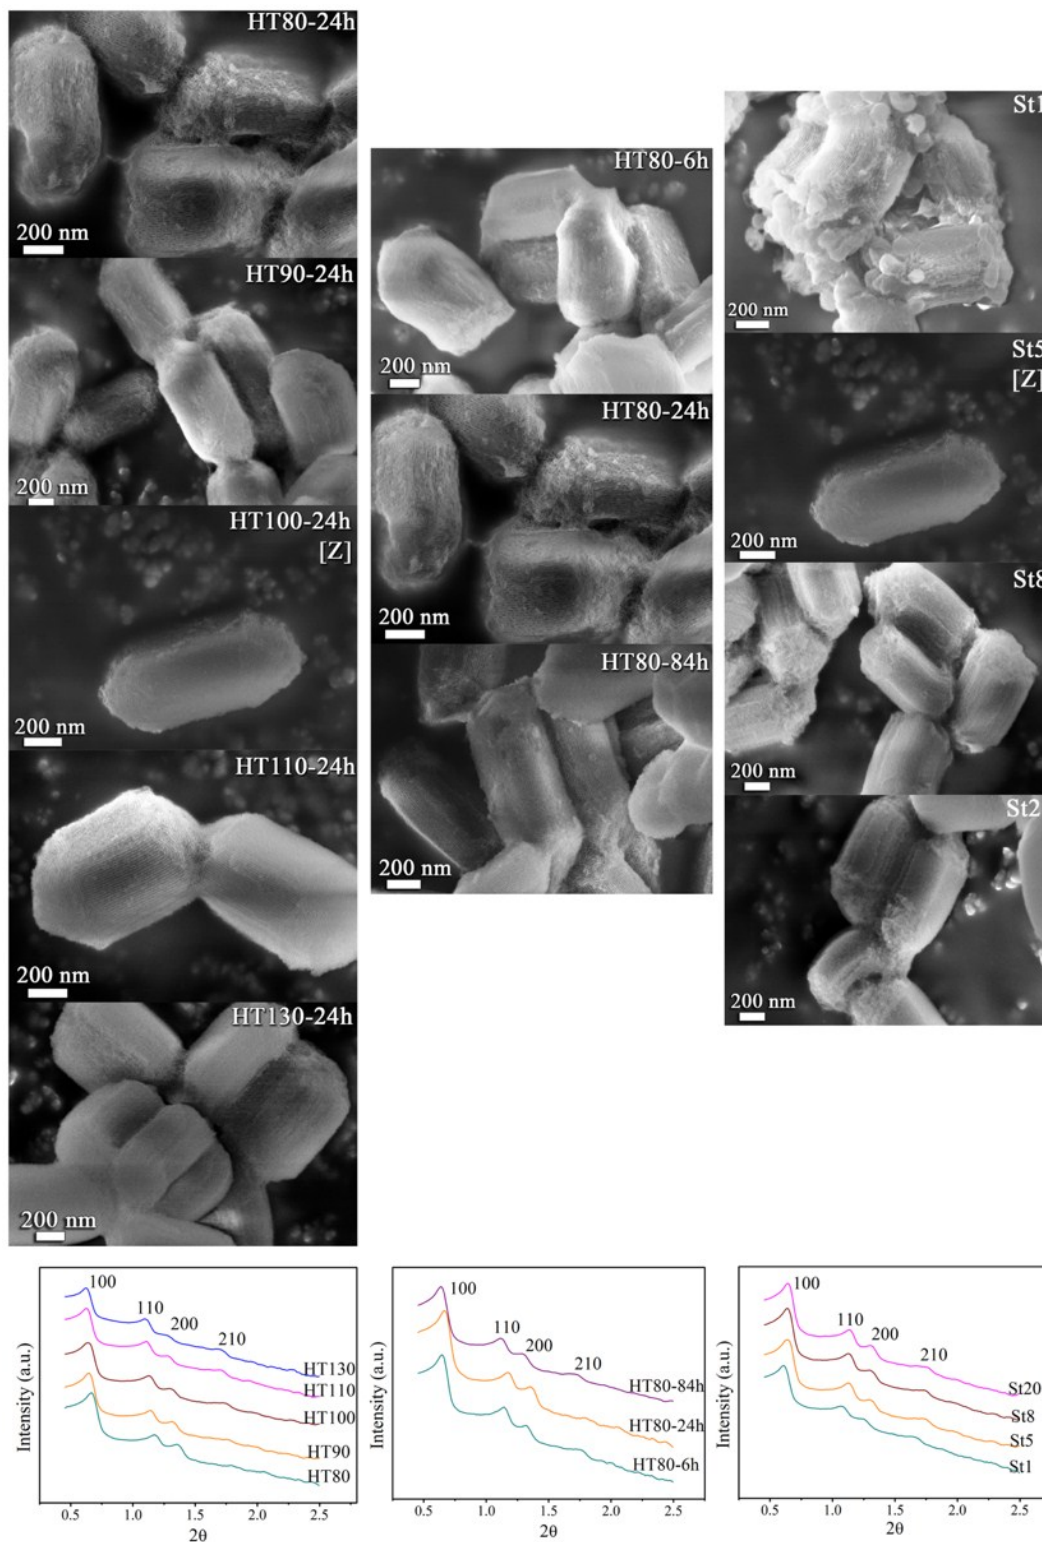 HT80-24h
200 nm
HT90-24h
200 nm
HT100-24h
[Z]
200 nm
HT110-24h
200 nm
HT130-24h
200 nm
HT80-6h
200 nm
HT80-24h
200 nm
HT80-84h
200 nm
St1
200 nm
St5
[Z]
200 nm
St8
200 nm
St2
200 nm
Intensity (a.u.)
100
110
200
210
HT130
HT110
HT100
HT90
HT80
0.5 1.0 1.5 2.0 2.5
2θ
Intensity (a.u.)
100
110
200
210
HT80-84h
HT80-24h
HT80-6h
0.5 1.0 1.5 2.0 2.5
2θ
Intensity (a.u.)
100
110
200
210
St20
St8
St5
St1
0.5 1.0 1.5 2.0 2.5
2θ